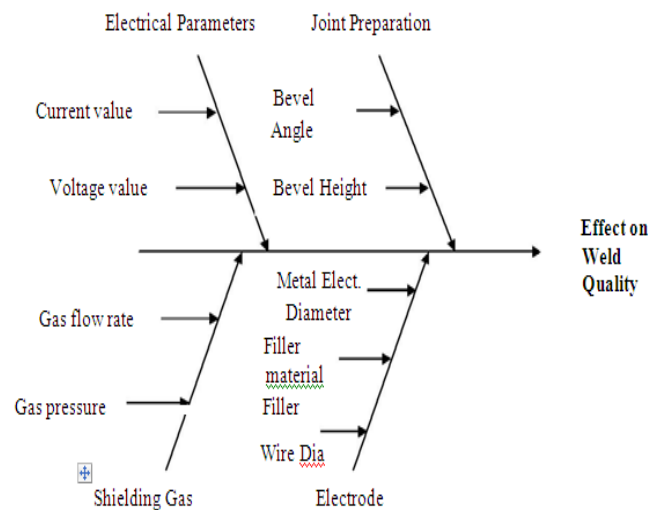 Electrical Parameters
Joint Preparation
Current value
Bevel
Angle
Voltage value
Bevel Height
Effect on
Weld
Quality
Metal Elect.
Diameter
Gas flow rate
Filler
material
Gas pressure
Filler
Wire Dia
Shielding Gas
Electrode